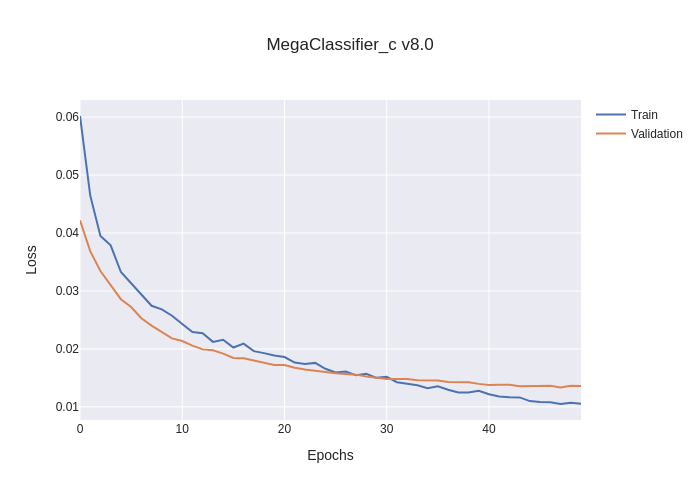 MegaClassifier_c v8.0
Train
Validation
0.06
0.05
0.04
0.03
0.02
0.01
Loss
0 10 20 30 40
Epochs